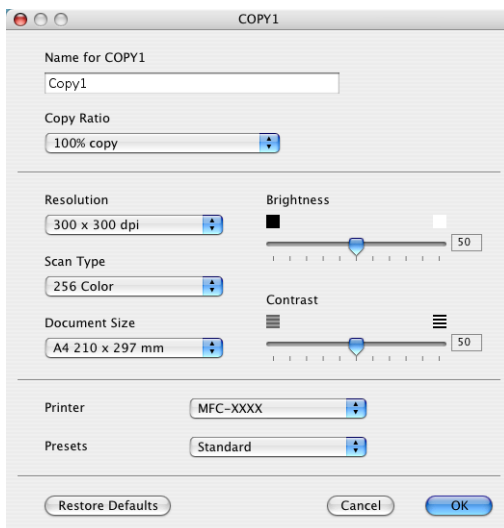 COPY1
Name for COPY1
Copy1
Copy Ratio
100% copy
Resolution
300 x 300 dpi
Scan Type
256 Color
Document Size
A4 210 x 297 mm
Brightness
50
Contrast
50
Printer
MFC-XXXX
Presets
Standard
Restore Defaults
Cancel
OK